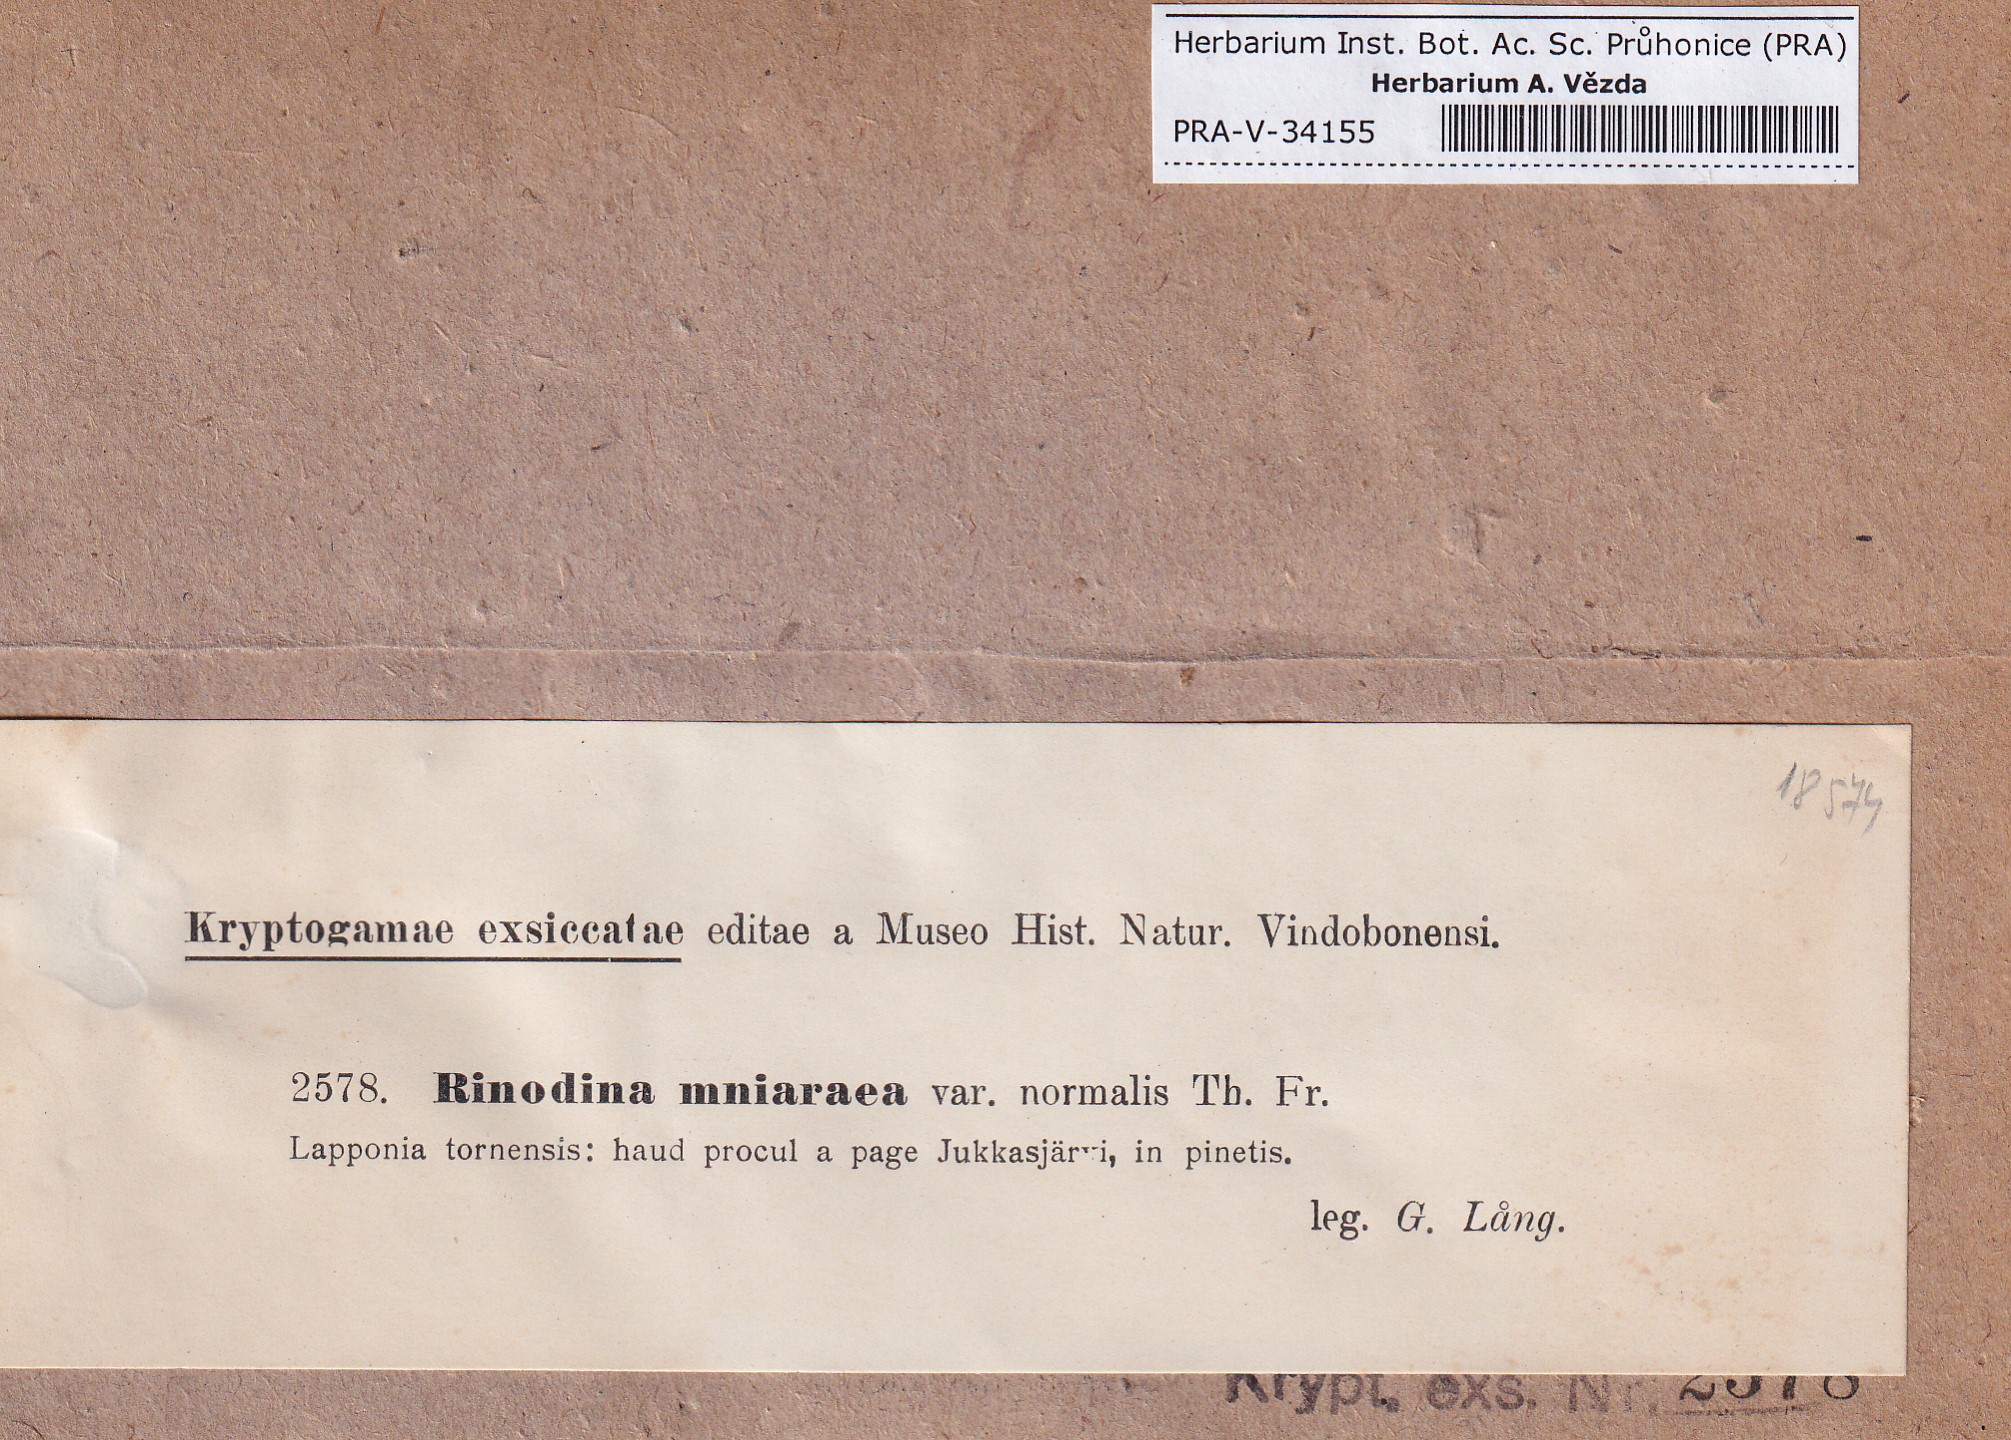 Herbarium Inst. Bot. Ac. Sc. Průhonice (PRA)
Herbarium A. Vězda
PRA-V-34155
18574
Kryptogamae exsiccatae editae a Museo Hist. Natur. Vindobonensi.
2578. Rinodina mniaraea var. normalis Th. Fr.
Lapponia tornensis: haud procul a page Jukkasjärvi, in pinetis.
leg. G. Lång.
Krypt. exs. Nr. 2578